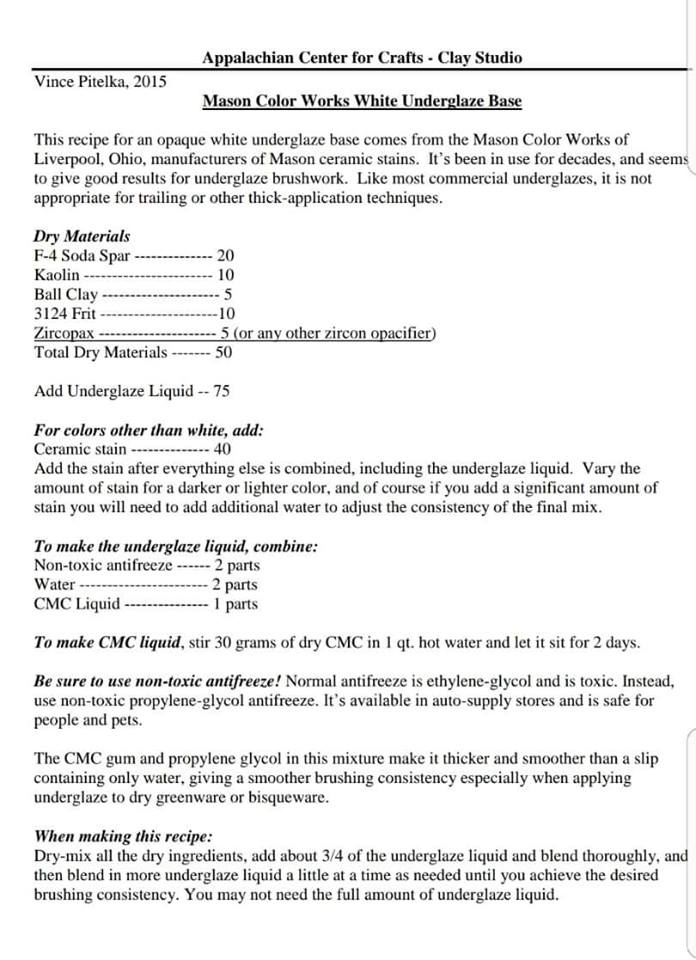 Appalachian Center for Crafts - Clay Studio
Vince Pitelka, 2015
Mason Color Works White Underglaze Base
This recipe for an opaque white underglaze base comes from the Mason Color Works of
Liverpool, Ohio, manufacturers of Mason ceramic stains.  It's been in use for decades, and seems
to give good results for underglaze brushwork.  Like most commercial underglazes, it is not
appropriate for trailing or other thick-application techniques.
Dry Materials
F-4 Soda Spar -------------- 20
Kaolin ----------------------- 10
Ball Clay --------------------- 5
3124 Frit ---------------------10
Zircopax --------------------- 5 (or any other zircon opacifier)
Total Dry Materials ------- 50
Add Underglaze Liquid -- 75
For colors other than white, add:
Ceramic stain -------------- 40
Add the stain after everything else is combined, including the underglaze liquid.  Vary the
amount of stain for a darker or lighter color, and of course if you add a significant amount of
stain you will need to add additional water to adjust the consistency of the final mix.
To make the underglaze liquid, combine:
Non-toxic antifreeze ------ 2 parts
Water ----------------------- 2 parts
CMC Liquid --------------- 1 parts
To make CMC liquid, stir 30 grams of dry CMC in 1 qt. hot water and let it sit for 2 days.
Be sure to use non-toxic antifreeze! Normal antifreeze is ethylene-glycol and is toxic. Instead,
use non-toxic propylene-glycol antifreeze. It's available in auto-supply stores and is safe for
people and pets.
The CMC gum and propylene glycol in this mixture make it thicker and smoother than a slip
containing only water, giving a smoother brushing consistency especially when applying
underglaze to dry greenware or bisqueware.
When making this recipe:
Dry-mix all the dry ingredients, add about 3/4 of the underglaze liquid and blend thoroughly, and
then blend in more underglaze liquid a little at a time as needed until you achieve the desired
brushing consistency. You may not need the full amount of underglaze liquid.